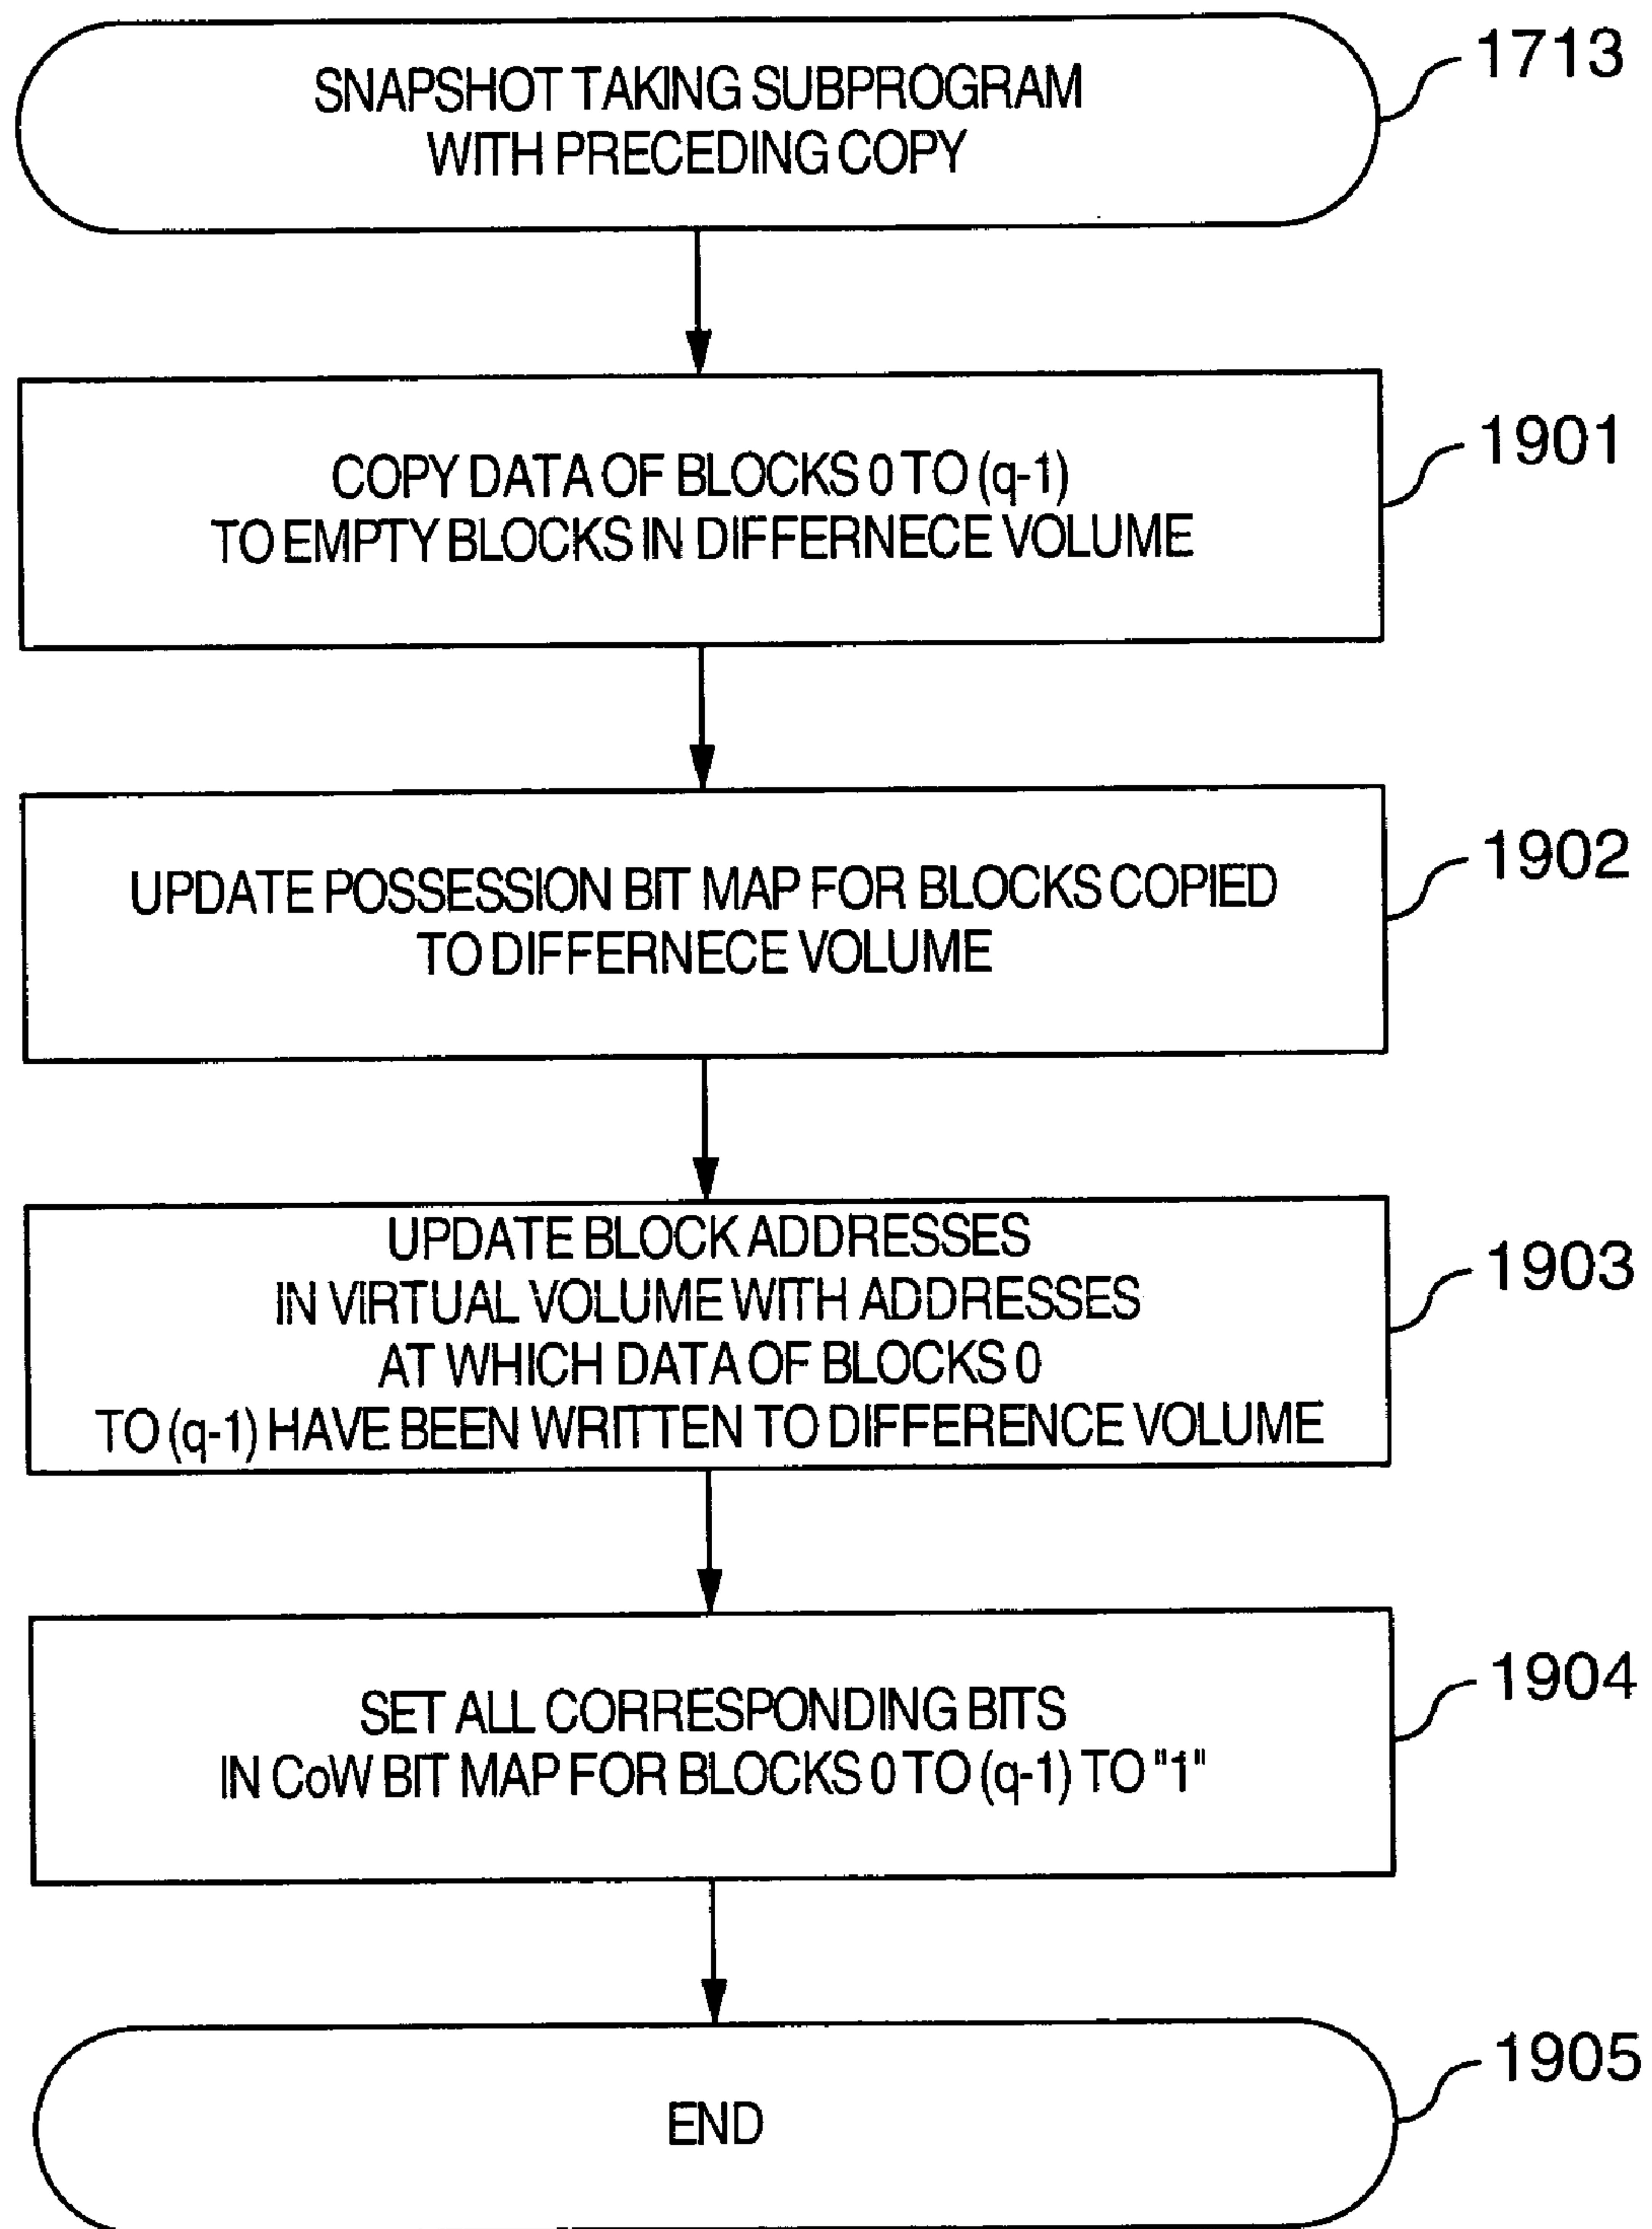 SNAPSHOT TAKING SUBPROGRAM
WITH PRECEDING COPY
1713
COPY DATA OF BLOCKS 0 TO (q-1)
TO EMPTY BLOCKS IN DIFFERNECE VOLUME
1901
UPDATE POSSESSION BIT MAP FOR BLOCKS COPIED
TO DIFFERNECE VOLUME
1902
UPDATE BLOCK ADDRESSES
IN VIRTUAL VOLUME WITH ADDRESSES
AT WHICH DATA OF BLOCKS 0
TO (q-1) HAVE BEEN WRITTEN TO DIFFERENCE VOLUME
1903
SET ALL CORRESPONDING BITS
IN CoW BIT MAP FOR BLOCKS 0 TO (q-1) TO "1"
1904
END
1905